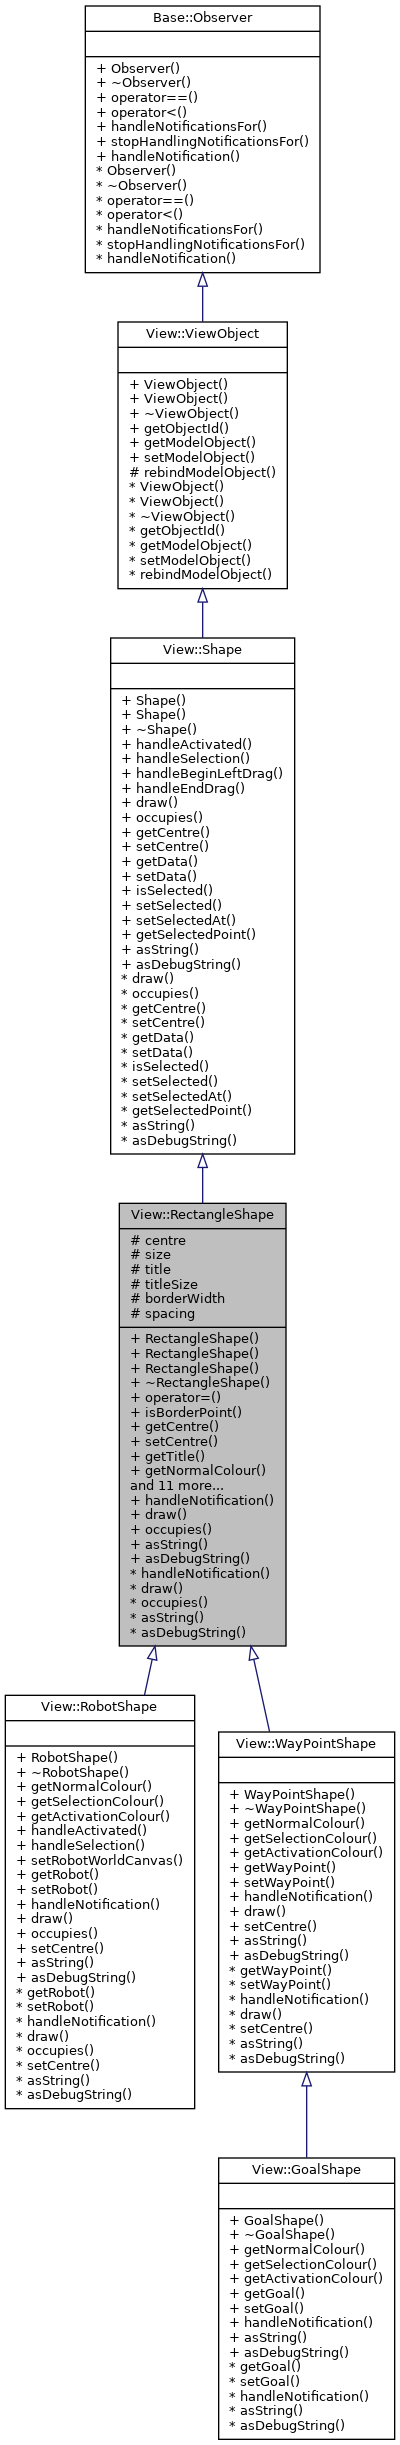 Base::Observer
+ Observer()
+ ~Observer()
+ operator==()
+ operator<()
+ handleNotificationsFor()
+ stopHandlingNotificationsFor()
+ handleNotification()
* Observer()
* ~Observer()
* operator==()
* operator<()
* handleNotificationsFor()
* stopHandlingNotificationsFor()
* handleNotification()
View::ViewObject
+ ViewObject()
+ ViewObject()
+ ~ViewObject()
+ getObjectId()
+ getModelObject()
+ setModelObject()
# rebindModelObject()
* ViewObject()
* ViewObject()
* ~ViewObject()
* getObjectId()
* getModelObject()
* setModelObject()
* rebindModelObject()
View::Shape
+ Shape()
+ Shape()
+ ~Shape()
+ handleActivated()
+ handleSelection()
+ handleBeginLeftDrag()
+ handleEndDrag()
+ draw()
+ occupies()
+ getCentre()
+ setCentre()
+ getData()
+ setData()
+ isSelected()
+ setSelected()
+ setSelectedAt()
+ getSelectedPoint()
+ asString()
+ asDebugString()
* draw()
* occupies()
* getCentre()
* setCentre()
* getData()
* setData()
* isSelected()
* setSelected()
* setSelectedAt()
* getSelectedPoint()
* asString()
* asDebugString()
View::RectangleShape
# centre
# size
# title
# titleSize
# borderWidth
# spacing
+ RectangleShape()
+ RectangleShape()
+ RectangleShape()
+ ~RectangleShape()
+ operator=()
+ isBorderPoint()
+ getCentre()
+ setCentre()
+ getTitle()
+ getNormalColour()
and 11 more...
+ handleNotification()
+ draw()
+ occupies()
+ asString()
+ asDebugString()
* handleNotification()
* draw()
* occupies()
* asString()
* asDebugString()
View::RobotShape
+ RobotShape()
+ ~RobotShape()
+ getNormalColour()
+ getSelectionColour()
+ getActivationColour()
+ handleActivated()
+ handleSelection()
+ setRobotWorldCanvas()
+ getRobot()
+ setRobot()
+ handleNotification()
+ draw()
+ occupies()
+ setCentre()
+ asString()
+ asDebugString()
* getRobot()
* setRobot()
* handleNotification()
* draw()
* occupies()
* setCentre()
* asString()
* asDebugString()
View::WayPointShape
+ WayPointShape()
+ ~WayPointShape()
+ getNormalColour()
+ getSelectionColour()
+ getActivationColour()
+ getWayPoint()
+ setWayPoint()
+ handleNotification()
+ draw()
+ setCentre()
+ asString()
+ asDebugString()
* getWayPoint()
* setWayPoint()
* handleNotification()
* draw()
* setCentre()
* asString()
* asDebugString()
View::GoalShape
+ GoalShape()
+ ~GoalShape()
+ getNormalColour()
+ getSelectionColour()
+ getActivationColour()
+ getGoal()
+ setGoal()
+ handleNotification()
+ asString()
+ asDebugString()
* getGoal()
* setGoal()
* handleNotification()
* asString()
* asDebugString()